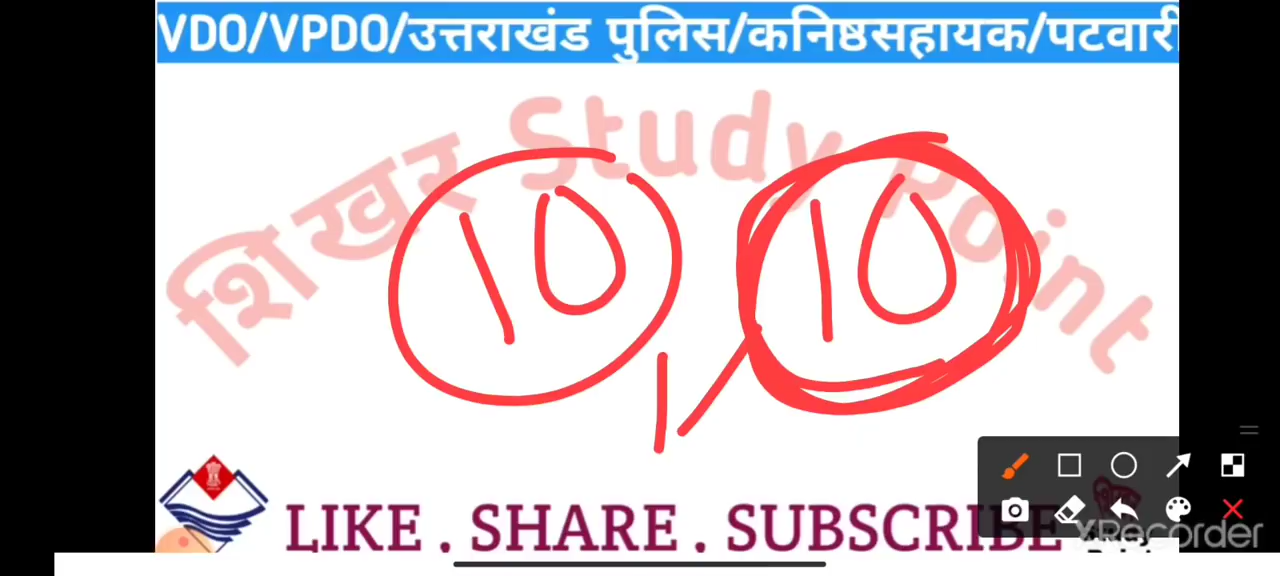 VDO/VPDO/उत्तराखंड पुलिस/कनिष्ठसहायक/पटवारी
शिखर Study Point
10, 10
LIKE . SHARE . SUBSCRIBE
XRecorder